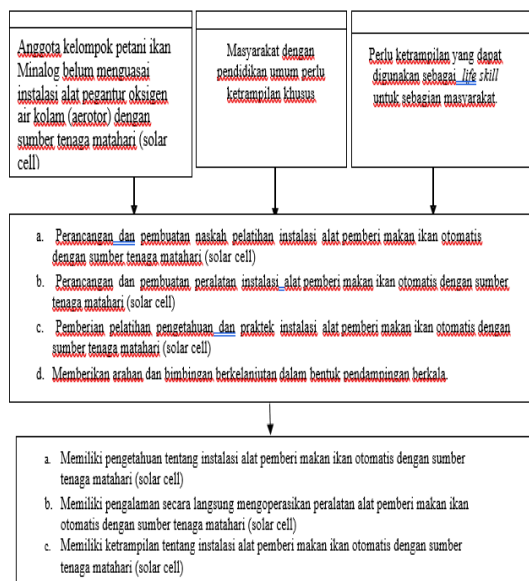 Anggota kelompok petani ikan
Minalog belum menguasai
instalasi alat pegantur oksigen
air kolam (aerotor) dengan
sumber tenaga matahari (solar
cell)
Masyarakat dengan
pendidikan umum perlu
ketrampilan khusus
Perlu ketrampilan yang dapat
digunakan sebagai life skill
untuk sebagian masyarakat.
a. Perancangan dan pembuatan naskah pelatihan instalasi alat pemberi makan ikan otomatis
dengan sumber tenaga matahari (solar cell)
b. Perancangan dan pembuatan peralatan instalasi alat pemberi makan ikan otomatis dengan sumber
tenaga matahari (solar cell)
c. Pemberian pelatihan pengetahuan dan praktek instalasi alat pemberi makan ikan otomatis dengan
sumber tenaga matahari (solar cell)
d. Memberikan arahan dan bimbingan berkelanjutan dalam bentuk pendampingan berkala.
a. Memiliki pengetahuan tentang instalasi alat pemberi makan ikan otomatis dengan sumber
tenaga matahari (solar cell)
b. Memiliki pengalaman secara langsung mengoperasikan peralatan alat pemberi makan ikan
otomatis dengan sumber tenaga matahari (solar cell)
c. Memiliki ketrampilan tentang instalasi alat pemberi makan ikan otomatis dengan sumber
tenaga matahari (solar cell)